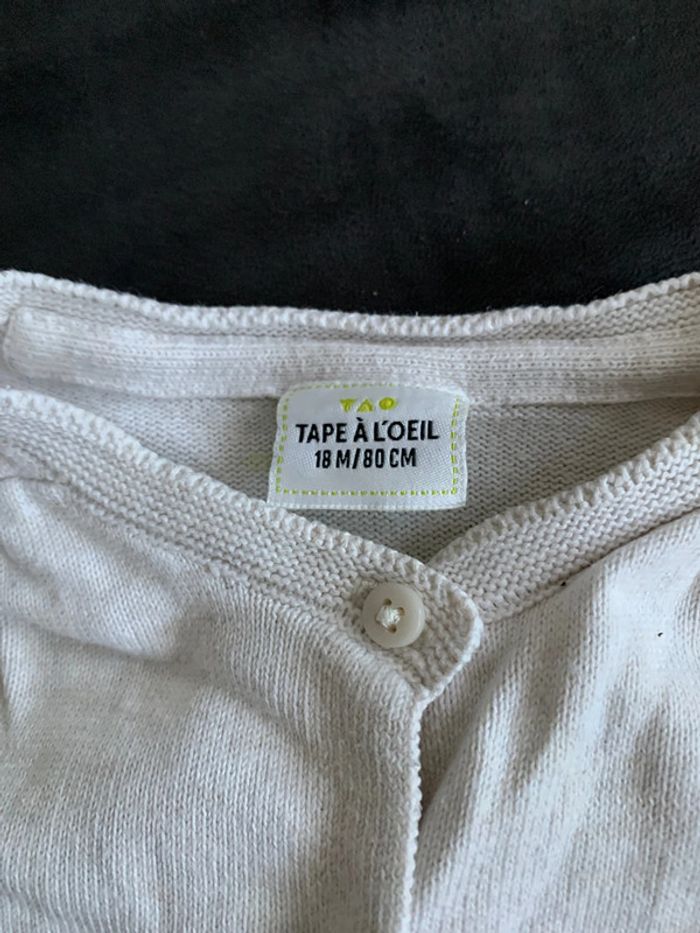 TAO
TAPE À L'OEIL
18 M/80 CM